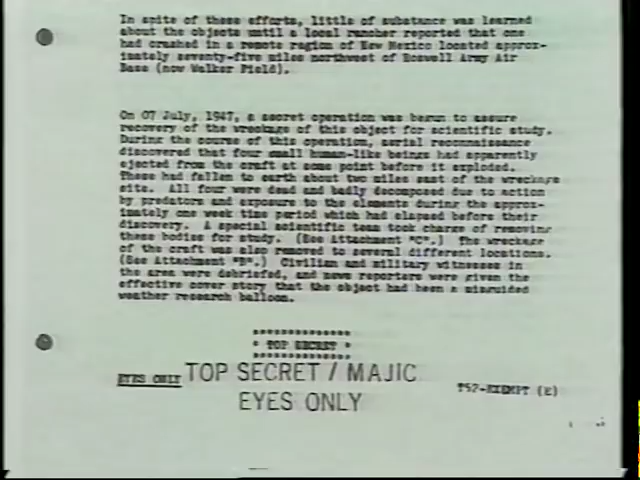 In spite of these efforts, little of substance was learned
about the objects until a local rancher reported that one
had crashed in a remote region of New Mexico located approx-
imately seventy-five miles northwest of Roswell Army Air
Base (now Walker Field).
On 07 July, 1947, a secret operation was begun to assure
recovery of the wreckage of this object for scientific study.
During the course of this operation, aerial reconnaissance
discovered that four small human-like beings had apparently
ejected from the craft at some point before it exploded.
These had fallen to earth about two miles east of the wreckage
site. All four were dead and badly decomposed due to action
by predators and exposure to the elements during the approx-
imately one week time period which had elapsed before their
discovery. A special scientific team took charge of removing
these bodies for study. (See Attachment "C".) The wreckage
of the craft was also removed to several different locations.
(See Attachment "B".) Civilian and military witnesses in
the area were debriefed, and news reporters were given the
effective cover story that the object had been a misguided
weather research balloon.
**************
* TOP SECRET *
**************
EYES ONLY TOP SECRET / MAJIC
EYES ONLY
T52-EXEMPT (E)